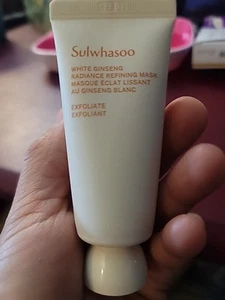 Sulwhasoo
WHITE GINSENG
RADIANCE REFINING MASK
MASQUE ÉCLAT LISSANT
AU GINSENG BLANC
EXFOLIATE
EXFOLIANT